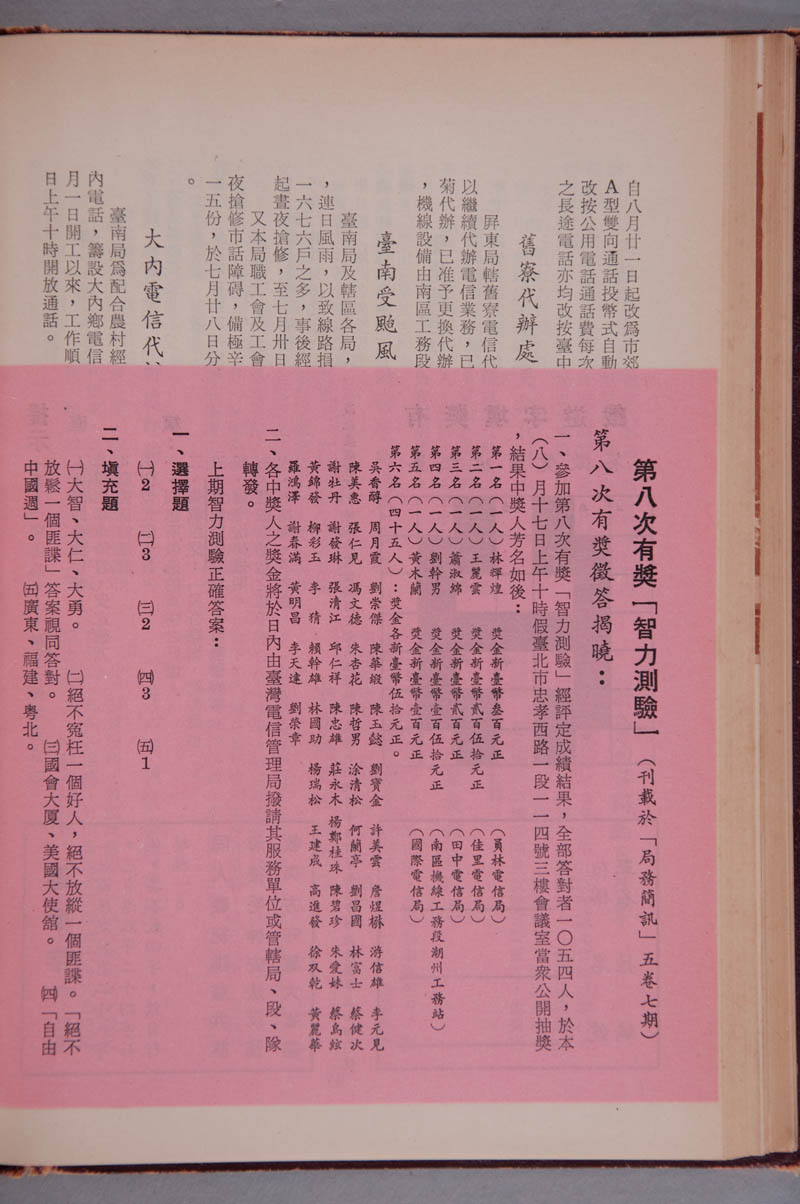 自八月廿一日起改爲市郊
A型雙向通話投幣式自動
改按公用電話通話費每次
之長途電話亦均改按臺中
舊寮代辦處
屏東局轄舊寮電信代
以繼續代辦電信業務,已
菊代辦,已准予更換代辦
,機線設備由南區工務段
臺南受颱風
臺南局及轄區各局,
,連日風雨,以致線路損
一六七六戶之多,事後經
起晝夜搶修,至七月卅日
又本局職工會及工會
夜搶修市話障碍,備極辛
一五份,於七月廿八日分
。
大內電信代
臺南局爲配合農村經
內電話,籌設大內鄉電信
月一日開工以來,工作順
日上午十時開放通話。
第八次有獎「智力測驗」(刊載於「局務簡訊」五卷七期)
第八次有獎徵答揭曉:
一、參加第八次有獎「智力測驗」經評定成績結果,全部答對者一〇五四人,於本
(八)月十七日上午十時假臺北市忠孝西路一段一一四號三樓會議室當衆公開抽獎
,結果中獎人芳名如後:
第一名(一人)林輝煌 獎金新臺幣叁百元正 (員林電信局)
第二名(一人)王麗雲 獎金新臺幣貳百伍拾元正 (佳里電信局)
第三名(一人)蕭淑錦 獎金新臺幣貳百元正 (田中電信局)
第四名(一人)劉幹男 獎金新臺幣壹百伍拾元正 (南區機線工務段潮州工務站)
第五名(一人)黃木蘭 獎金新臺幣壹百元正 (國際電信局)
第六名(四十五人):獎金各新臺幣伍拾元正。
吳香醇 周月霞 劉崇傑 陳華緞 陳玉懿 劉寶金 許美雲 詹煜楙 游信雄 李元見
陳美惠 張仁見 馮文德 朱杏花 陳哲男 涂清松 何蘭亭 劉昌國 林富士 蔡健次
謝牡丹 謝發琳 張清江 邱仁祥 陳忠雄 莊永木 楊鄭桂珠 陳碧珍 朱愛妹 蔡烏鉉
黃錦發 柳彩玉 李 猜 賴幹雄 林國助 楊瑞松 王建成 高進發 徐双乾 黃麗華
羅鴻澤 謝春滿 黃明昌 李天達 劉榮章
二、各中獎人之獎金將於日內由臺灣電信管理局撥請其服務單位或管轄局、段、隊
轉發。
上期智力測驗正確答案:
一、選擇題
㈠2 ㈡3 ㈢2 ㈣3 ㈤1
二、填充題
㈠大智、大仁、大勇。 ㈡絕不寃枉一個好人,絕不放縱一個匪諜。「絕不
放鬆一個匪諜」答案視同答對。 ㈢國會大厦、美國大使舘。 ㈣「自由
中國週」。 ㈤廣東、福建、粤北。